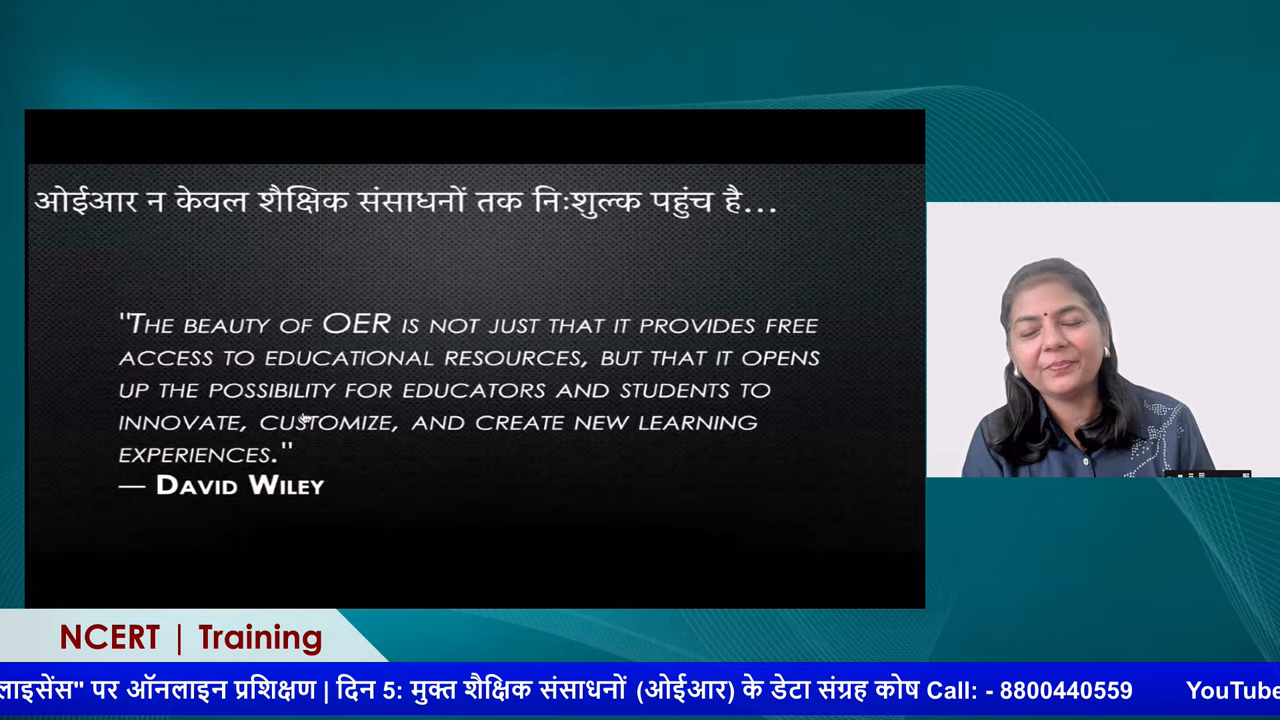 ओईआर न केवल शैक्षिक संसाधनों तक निःशुल्क पहुंच है...
"The beauty of OER is not just that it provides free
access to educational resources, but that it opens
up the possibility for educators and students to
innovate, customize, and create new learning
experiences."
— David Wiley
NCERT | Training
लाइसेंस" पर ऑनलाइन प्रशिक्षण | दिन 5: मुक्त शैक्षिक संसाधनों (ओईआर) के डेटा संग्रह कोष Call: - 8800440559 YouTube